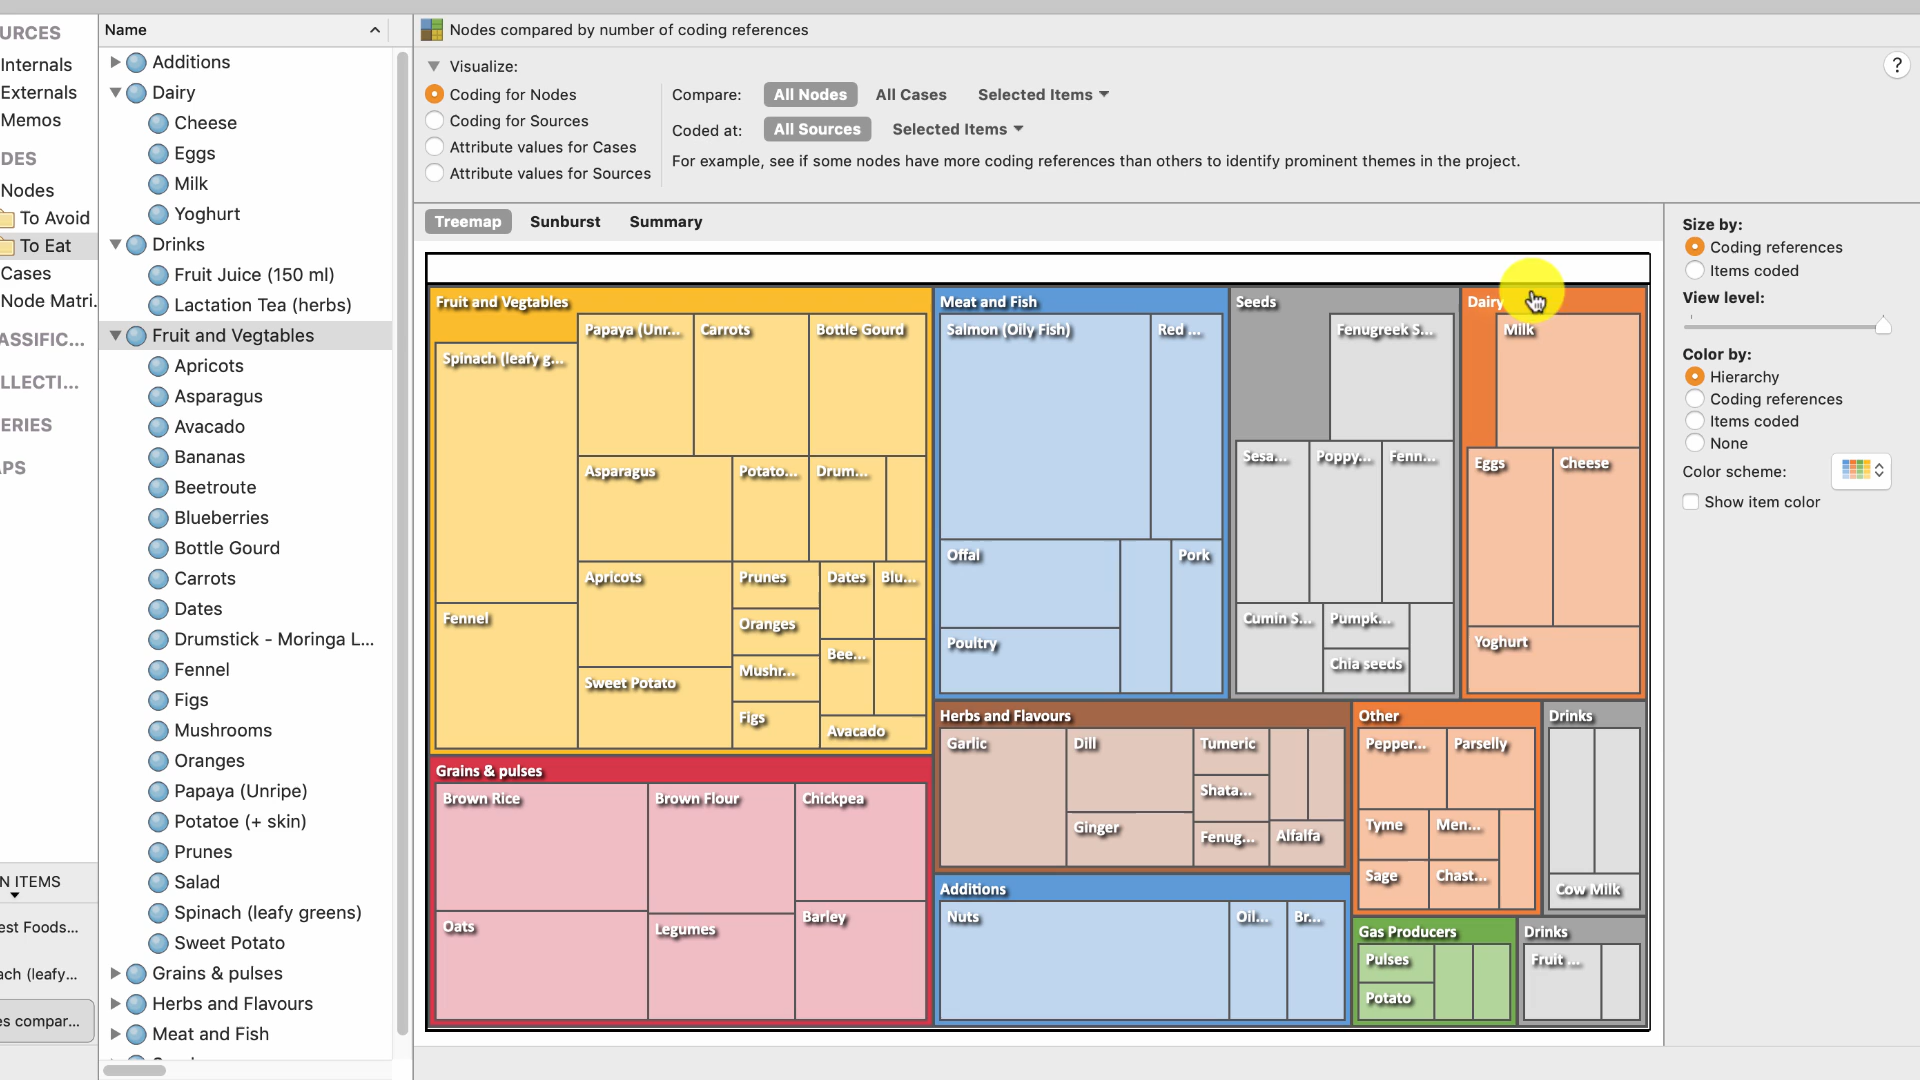 URCES
Internals
Externals
Memos
DES
Nodes
To Avoid
To Eat
Cases
Node Matri...
ASSIFIC...
LLECTI...
ERIES
PS
N ITEMS
est Foods...
ach (leafy...
es compar...
Name
Additions
Dairy
Cheese
Eggs
Milk
Yoghurt
Drinks
Fruit Juice (150 ml)
Lactation Tea (herbs)
Fruit and Vegtables
Apricots
Asparagus
Avacado
Bananas
Beetroute
Blueberries
Bottle Gourd
Carrots
Dates
Drumstick - Moringa L...
Fennel
Figs
Mushrooms
Oranges
Papaya (Unripe)
Potatoe (+ skin)
Prunes
Salad
Spinach (leafy greens)
Sweet Potato
Grains & pulses
Herbs and Flavours
Meat and Fish
Nodes compared by number of coding references
Visualize:
Coding for Nodes
Coding for Sources
Attribute values for Cases
Attribute values for Sources
Compare: All Nodes All Cases Selected Items
Coded at: All Sources Selected Items
For example, see if some nodes have more coding references than others to identify prominent themes in the project.
?
Treemap Sunburst Summary
Fruit and Vegtables
Papaya (Unr... Carrots Bottle Gourd
Spinach (leafy g...
Asparagus Potato... Drum...
Apricots Prunes Dates Blu...
Fennel Oranges
Bee...
Mushr...
Sweet Potato
Figs
Avacado
Grains & pulses
Brown Rice Brown Flour Chickpea
Oats Legumes Barley
Meat and Fish
Salmon (Oily Fish) Red ...
Offal Pork
Poultry
Seeds
Fenugreek S...
Sesa... Poppy... Fenn...
Cumin S... Pumpk...
Chia seeds
Dairy
Milk
Eggs Cheese
Yoghurt
Herbs and Flavours
Garlic Dill Tumeric
Shata...
Ginger Fenug... Alfalfa
Additions
Nuts Oil... Br...
Other
Pepper... Parselly
Tyme Men...
Sage Chast...
Drinks
Cow Milk
Gas Producers
Pulses
Potato
Drinks
Fruit ...
Size by:
Coding references
Items coded
View level:
Color by:
Hierarchy
Coding references
Items coded
None
Color scheme:
Show item color